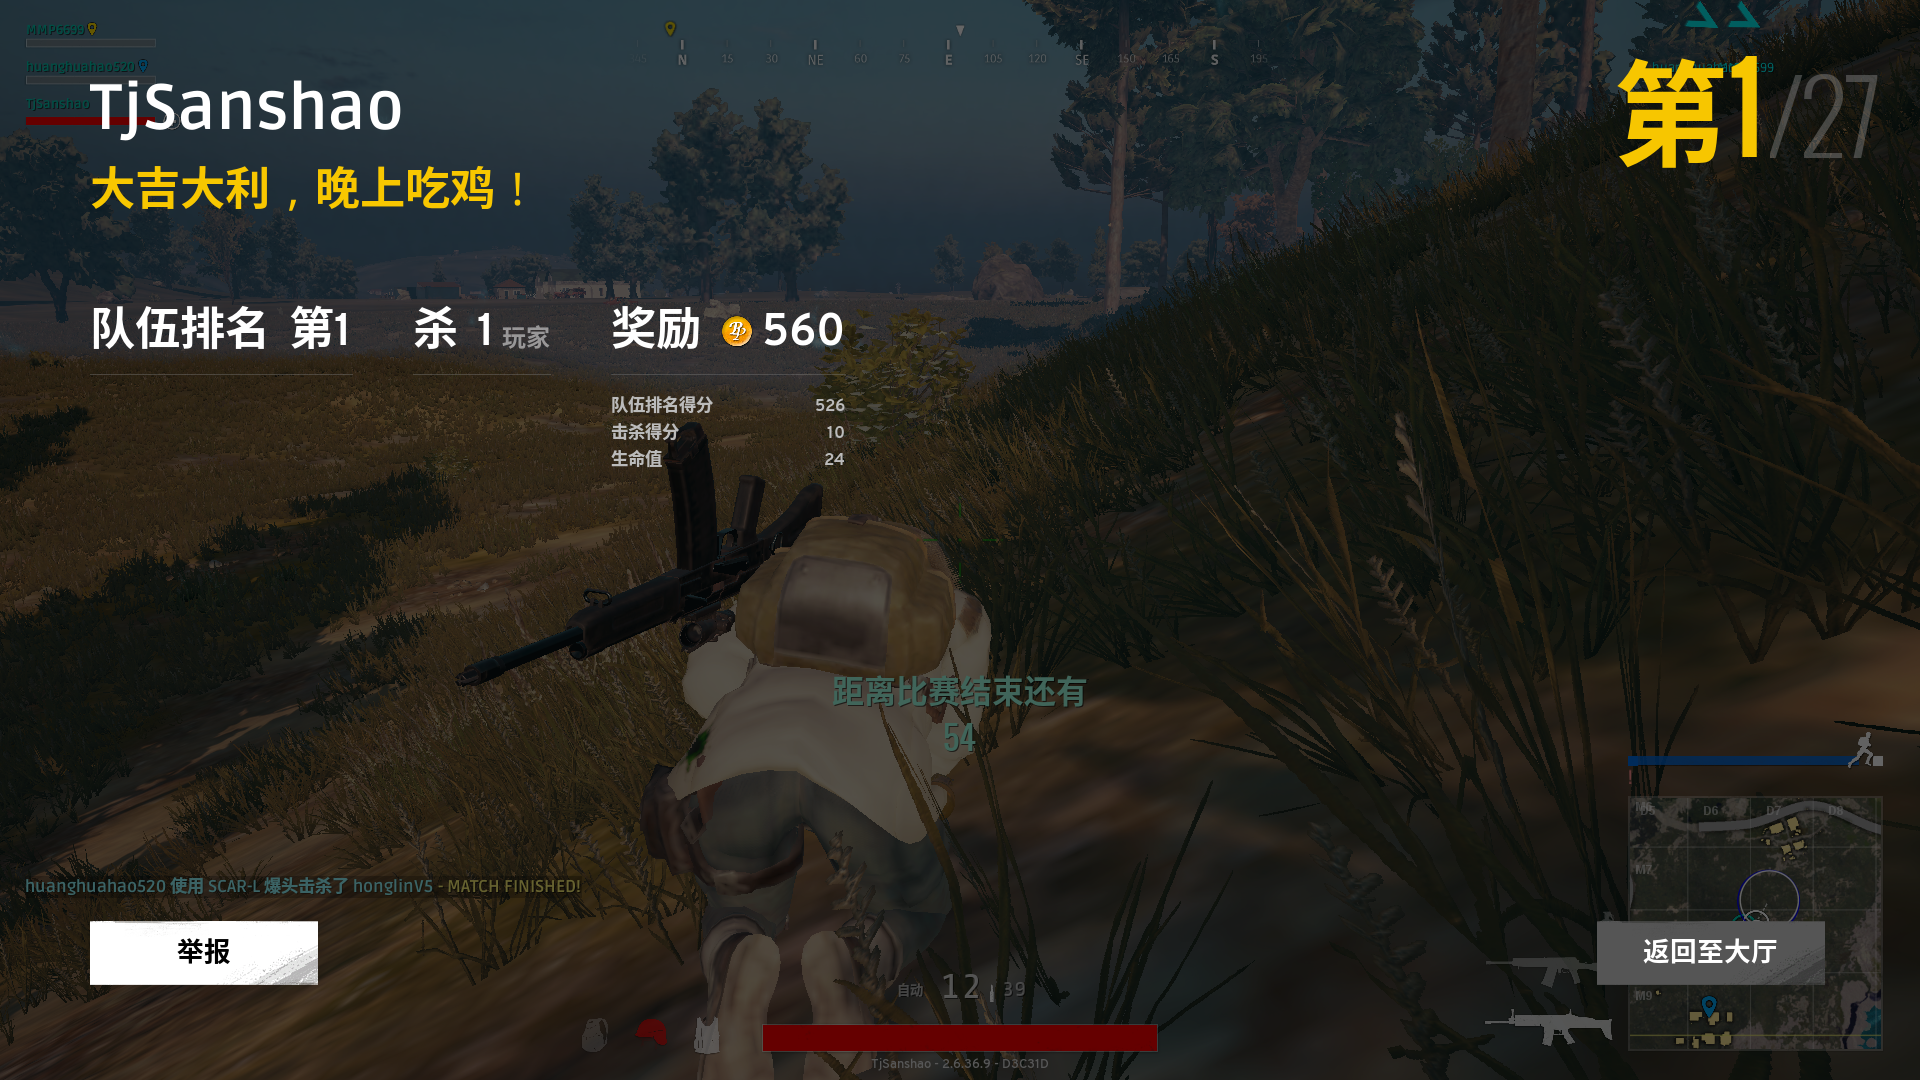 MMP5699
huanghuahao520
TjSanshao
N 15 30 NE 60 75 E 105 120 SE 150 165 S 195
TjSanshao
第1/27
大吉大利，晚上吃鸡！
队伍排名 第1 杀 1 玩家 奖励 560
队伍排名得分 526
击杀得分 10
生命值 24
距离比赛结束还有
54
D6 D7
M7
huanghuahao520 使用 SCAR-L 爆头击杀了 honglinV5 - MATCH FINISHED!
举报
返回至大厅
自动 12 39
M9
TjSanshao - 2.6.36.9 - D3C31D